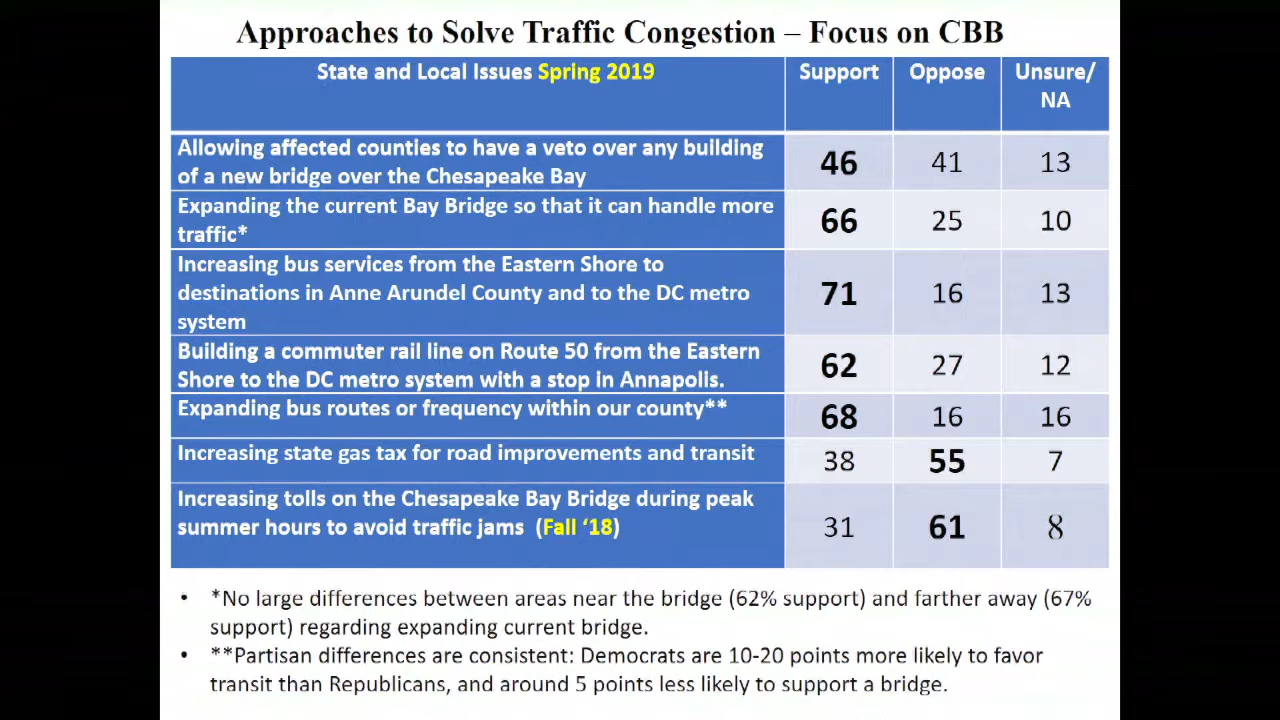 Approaches to Solve Traffic Congestion – Focus on CBB
State and Local Issues Spring 2019 Support Oppose Unsure/
NA
Allowing affected counties to have a veto over any building
of a new bridge over the Chesapeake Bay 46 41 13
Expanding the current Bay Bridge so that it can handle more
traffic* 66 25 10
Increasing bus services from the Eastern Shore to
destinations in Anne Arundel County and to the DC metro
system 71 16 13
Building a commuter rail line on Route 50 from the Eastern
Shore to the DC metro system with a stop in Annapolis. 62 27 12
Expanding bus routes or frequency within our county** 68 16 16
Increasing state gas tax for road improvements and transit 38 55 7
Increasing tolls on the Chesapeake Bay Bridge during peak
summer hours to avoid traffic jams (Fall ‘18) 31 61 8
• *No large differences between areas near the bridge (62% support) and farther away (67%
support) regarding expanding current bridge.
• **Partisan differences are consistent: Democrats are 10-20 points more likely to favor
transit than Republicans, and around 5 points less likely to support a bridge.